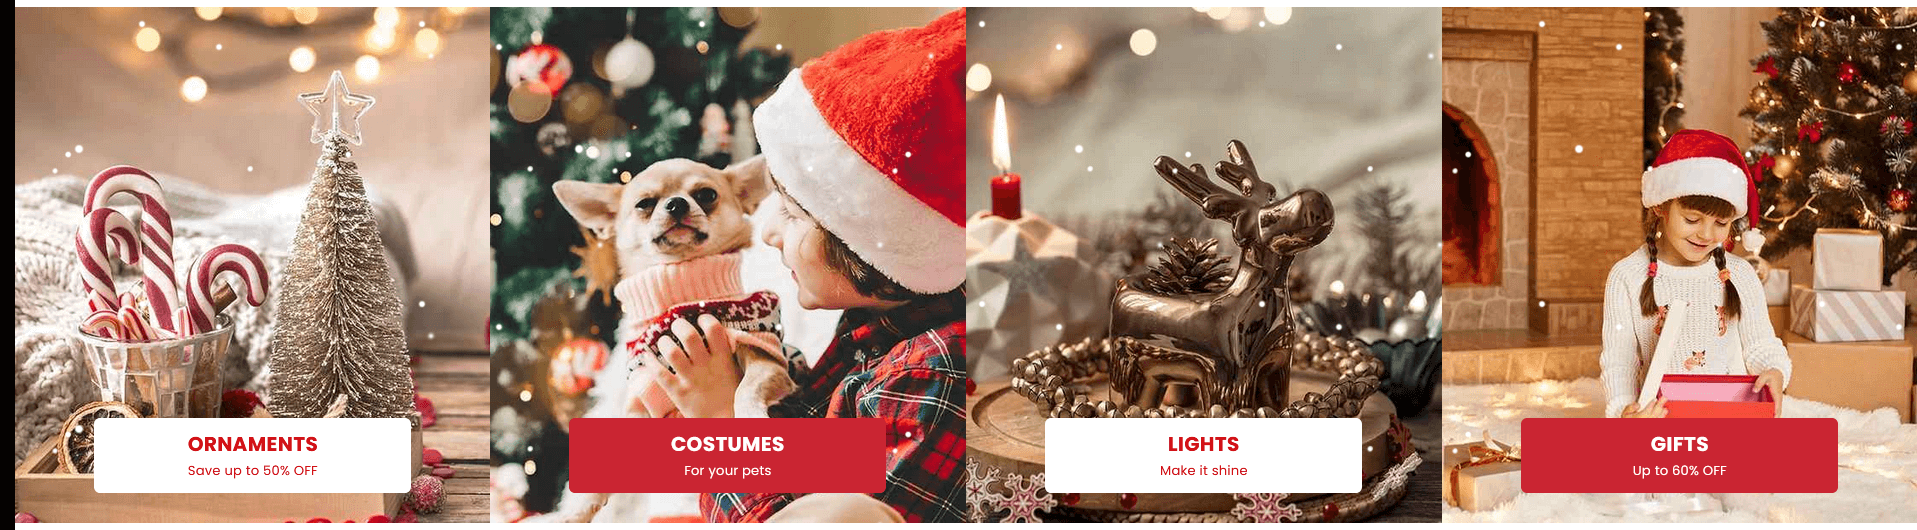 ORNAMENTS
Save up to 50% OFF
COSTUMES
For your pets
LIGHTS
Make it shine
GIFTS
Up to 60% OFF